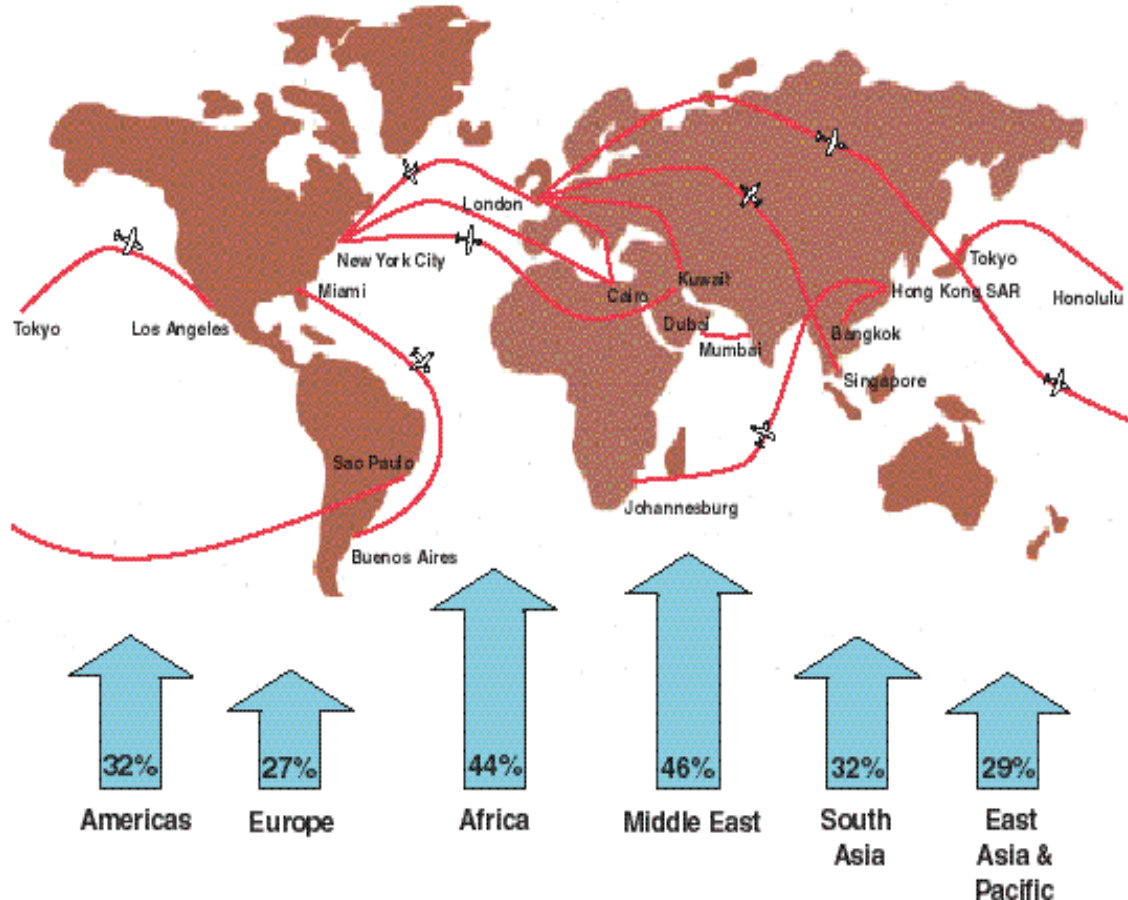 London
New York City
Tokyo
Kuwait
Miami
Cairo
Hong Kong SAR
Honolulu
Tokyo
Los Angeles
Dubai
Bangkok
Mumbai
Singapore
Sao Paulo
Johannesburg
Buenos Aires
32%
27%
44%
46%
32%
29%
Americas
Europe
Africa
Middle East
South
Asia
East
Asia &
Pacific